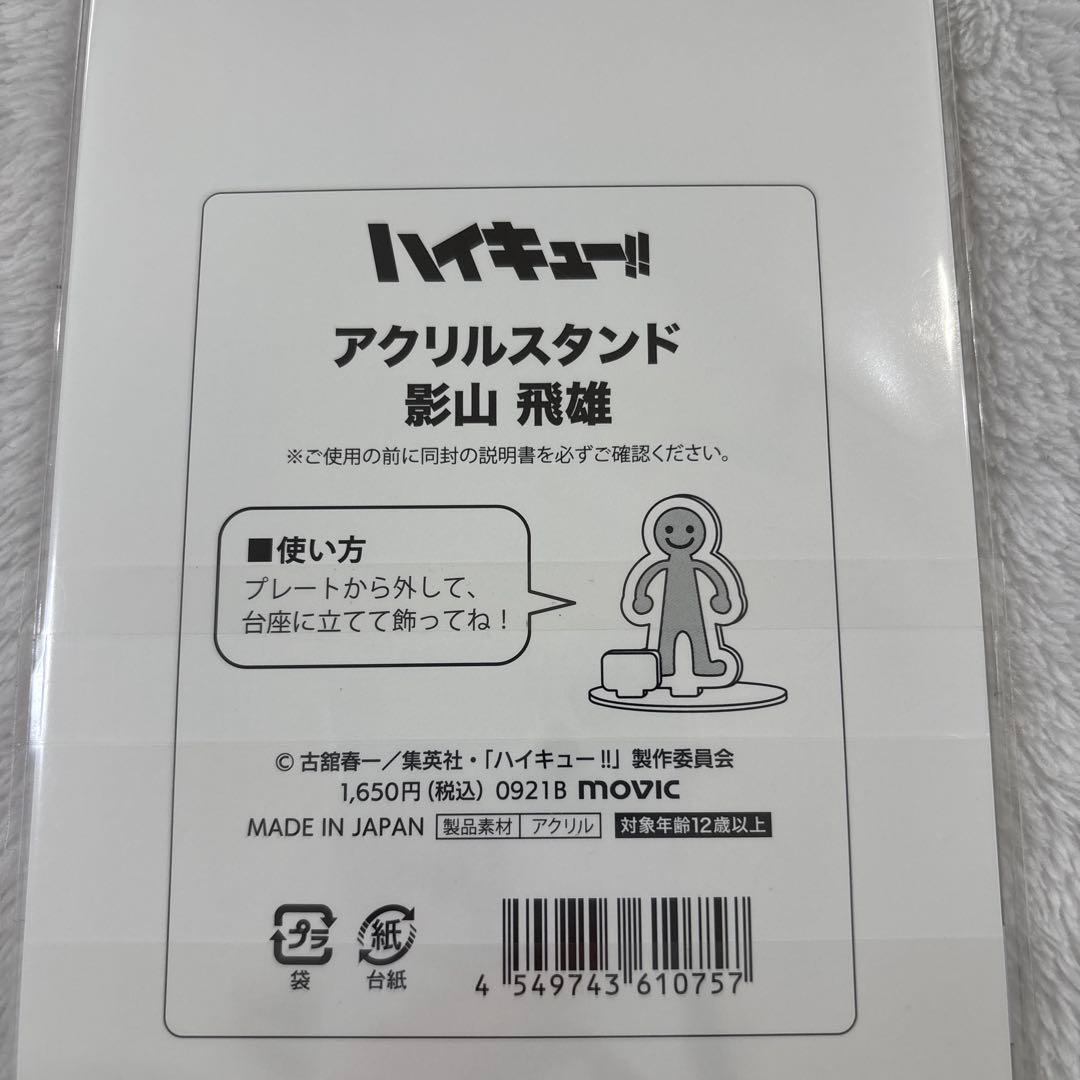 ハイキュー!!
アクリルスタンド
影山 飛雄
※ご使用の前に同封の説明書を必ずご確認ください。
■使い方
プレートから外して、
台座に立てて飾ってね！
© 古舘春一／集英社・「ハイキュー!!」製作委員会
1,650円(税込) 0921B movic
MADE IN JAPAN 製品素材 アクリル 対象年齢12歳以上
プラ 紙
袋 台紙
4 549743 610757